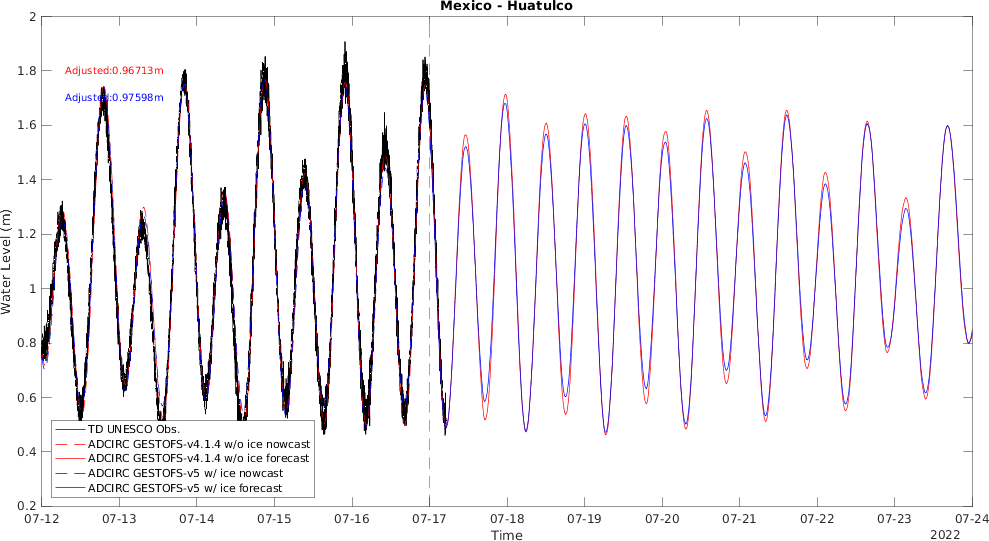 Mexico - Huatulco
2
1.8
1.6
1.4
1.2
1
0.8
0.6
0.4
0.2
Water Level (m)
Adjusted:0.96713m
Adjusted:0.97598m
TD UNESCO Obs.
ADCIRC GESTOFS-v4.1.4 w/o ice nowcast
ADCIRC GESTOFS-v4.1.4 w/o ice forecast
ADCIRC GESTOFS-v5 w/ ice nowcast
ADCIRC GESTOFS-v5 w/ ice forecast
07-12 07-13 07-14 07-15 07-16 07-17 07-18 07-19 07-20 07-21 07-22 07-23 07-24
Time
2022